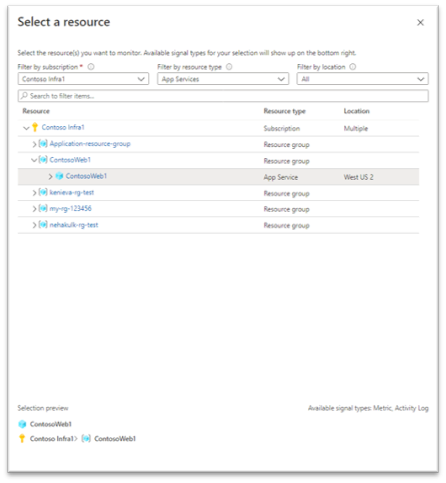 Select a resource
Select the resource(s) you want to monitor. Available signal types for your selection will show up on the bottom right.
Filter by subscription * Filter by resource type Filter by location
Contoso Infra1 App Services All
Search to filter items...
Resource Resource type Location
Contoso Infra1 Subscription Multiple
Application-resource-group Resource group
ContosoWeb1 Resource group
ContosoWeb1 App Service West US 2
kenieva-rg-test Resource group
my-rg-123456 Resource group
nehakulk-rg-test Resource group
Selection preview Available signal types: Metric, Activity Log
ContosoWeb1
Contoso Infra1> ContosoWeb1